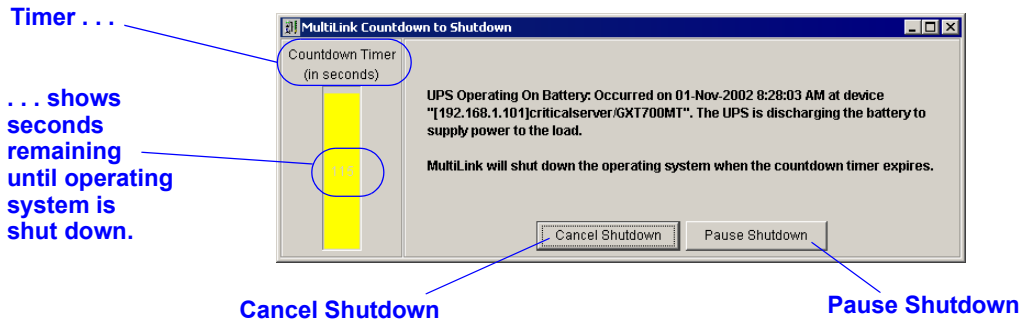 Timer . . .
. . . shows
seconds
remaining
until operating
system is
shut down.
MultiLink Countdown to Shutdown
Countdown Timer
(in seconds)
115
UPS Operating On Battery: Occurred on 01-Nov-2002 8:28:03 AM at device
"[192.168.1.101]criticalserver/GXT700MT". The UPS is discharging the battery to
supply power to the load.
MultiLink will shut down the operating system when the countdown timer expires.
Cancel Shutdown
Pause Shutdown
Cancel Shutdown
Pause Shutdown